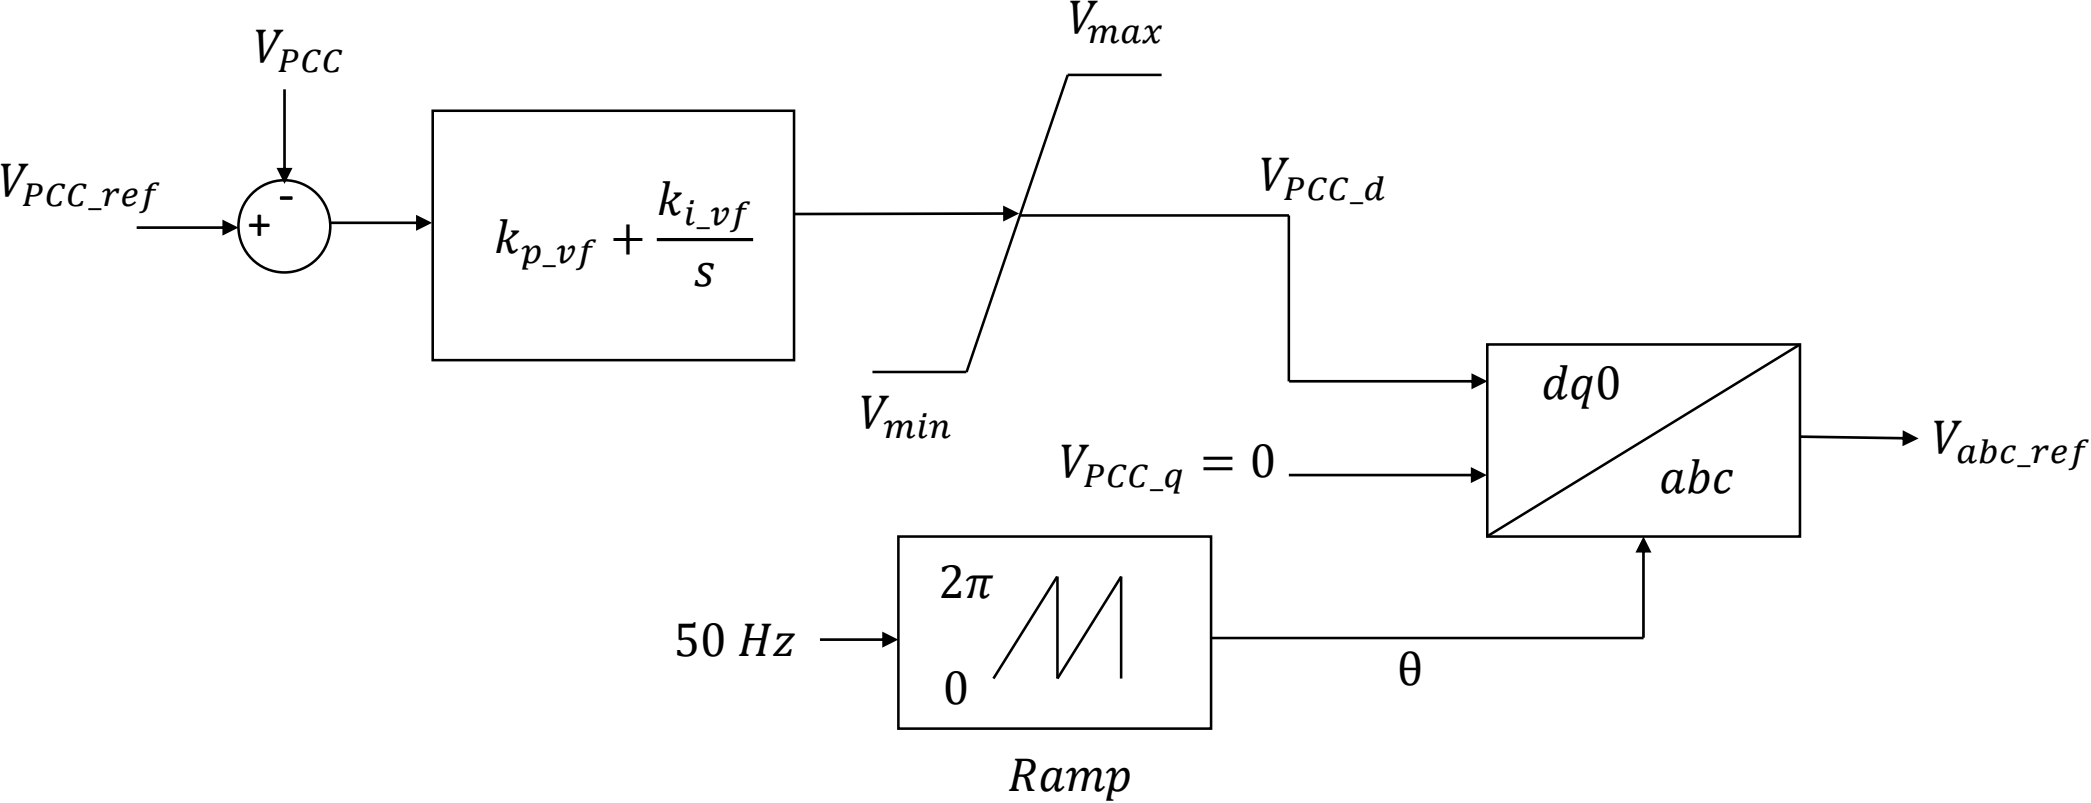 V_max
V_PCC
V_PCC_ref
+
-
k_p_vf + k_i_vf / s
V_PCC_d
V_min
dq0
abc
V_abc_ref
V_PCC_q = 0
50 Hz
2π
0
θ
Ramp